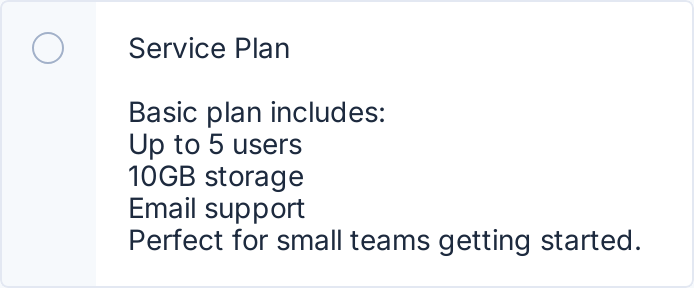 Service Plan
Basic plan includes:
Up to 5 users
10GB storage
Email support
Perfect for small teams getting started.